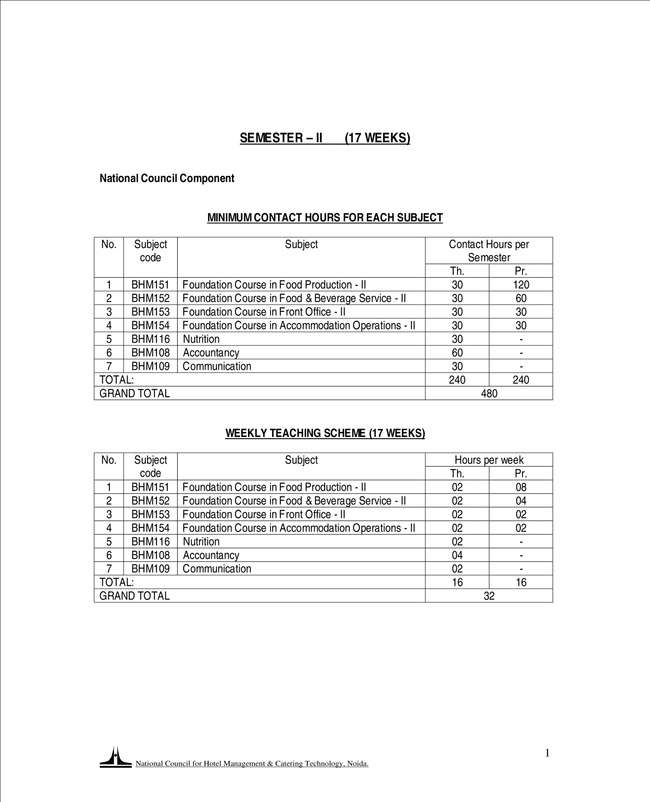 SEMESTER – II (17 WEEKS)
National Council Component
MINIMUM CONTACT HOURS FOR EACH SUBJECT
No. Subject code Subject Contact Hours per Semester
Th. Pr.
1 BHM151 Foundation Course in Food Production - II 30 120
2 BHM152 Foundation Course in Food & Beverage Service - II 30 60
3 BHM153 Foundation Course in Front Office - II 30 30
4 BHM154 Foundation Course in Accommodation Operations - II 30 30
5 BHM116 Nutrition 30 -
6 BHM108 Accountancy 60 -
7 BHM109 Communication 30 -
TOTAL: 240 240
GRAND TOTAL 480
WEEKLY TEACHING SCHEME (17 WEEKS)
No. Subject code Subject Hours per week
Th. Pr.
1 BHM151 Foundation Course in Food Production - II 02 08
2 BHM152 Foundation Course in Food & Beverage Service - II 02 04
3 BHM153 Foundation Course in Front Office - II 02 02
4 BHM154 Foundation Course in Accommodation Operations - II 02 02
5 BHM116 Nutrition 02 -
6 BHM108 Accountancy 04 -
7 BHM109 Communication 02 -
TOTAL: 16 16
GRAND TOTAL 32
1
National Council for Hotel Management & Catering Technology, Noida.